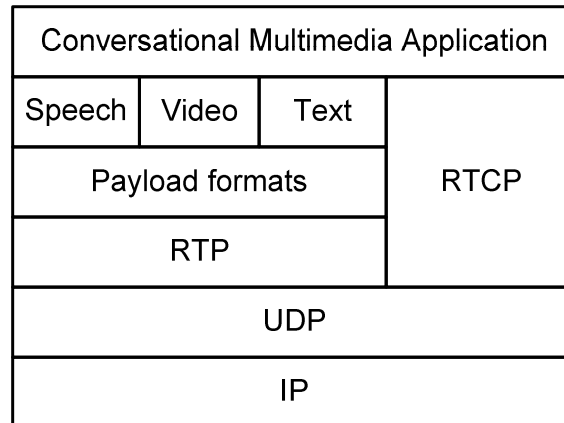 Conversational Multimedia Application
Speech
Video
Text
Payload formats
RTCP
RTP
UDP
IP